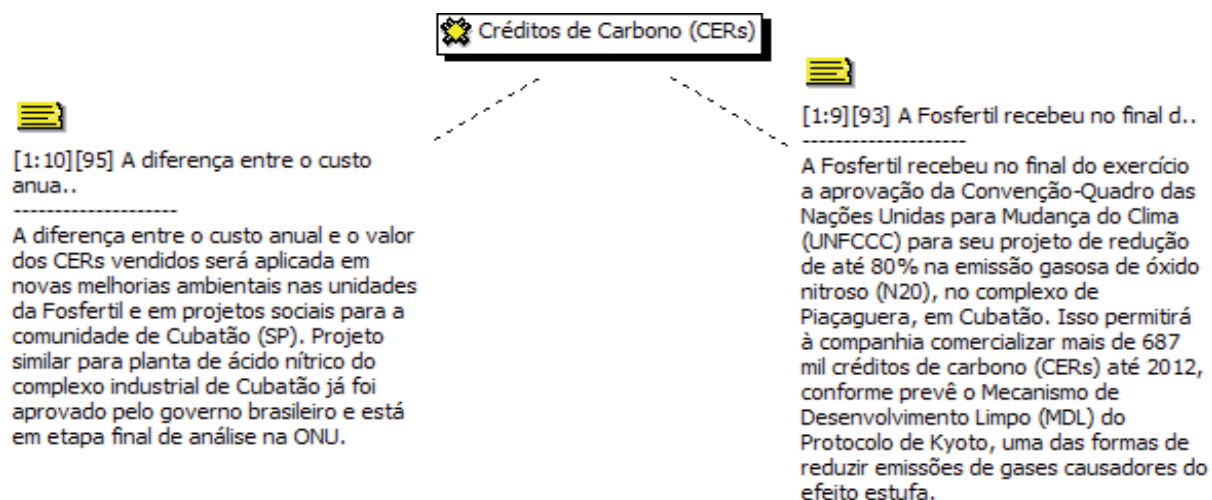 Créditos de Carbono (CERs)
[1:10][95] A diferença entre o custo
anua..
--------------------
A diferença entre o custo anual e o valor
dos CERs vendidos será aplicada em
novas melhorias ambientais nas unidades
da Fosfertil e em projetos sociais para a
comunidade de Cubatão (SP). Projeto
similar para planta de ácido nítrico do
complexo industrial de Cubatão já foi
aprovado pelo governo brasileiro e está
em etapa final de análise na ONU.
[1:9][93] A Fosfertil recebeu no final d..
--------------------
A Fosfertil recebeu no final do exercício
a aprovação da Convenção-Quadro das
Nações Unidas para Mudança do Clima
(UNFCCC) para seu projeto de redução
de até 80% na emissão gasosa de óxido
nitroso (N20), no complexo de
Piaçaguera, em Cubatão. Isso permitirá
à companhia comercializar mais de 687
mil créditos de carbono (CERs) até 2012,
conforme prevê o Mecanismo de
Desenvolvimento Limpo (MDL) do
Protocolo de Kyoto, uma das formas de
reduzir emissões de gases causadores do
efeito estufa.